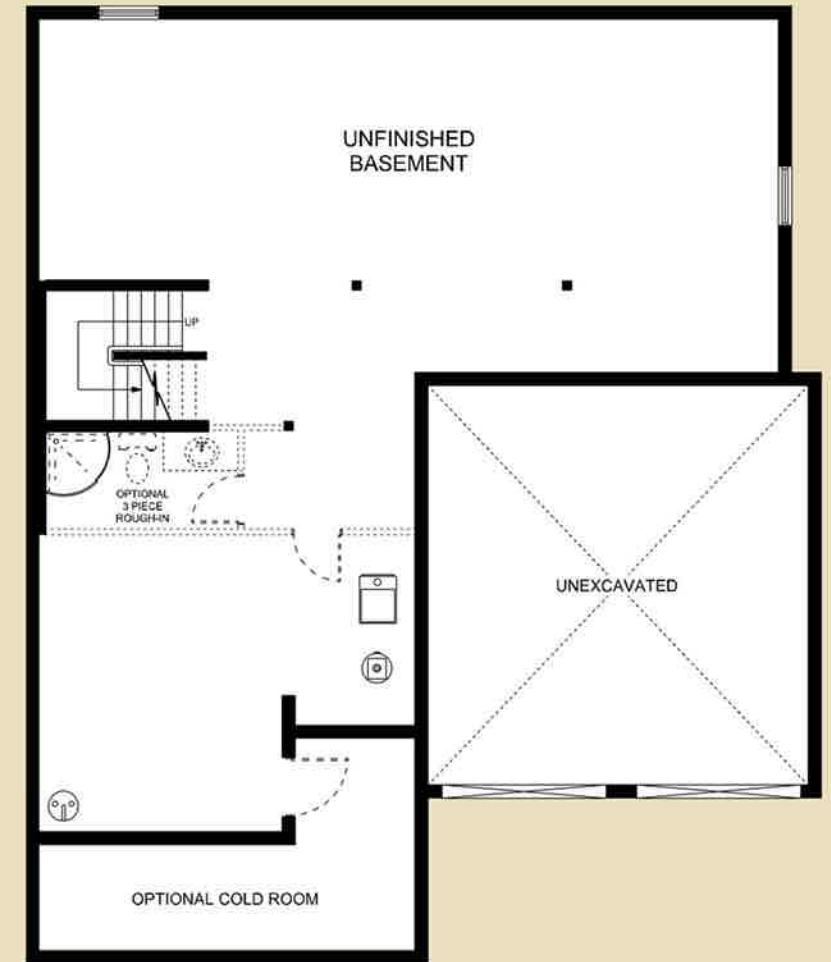 UNFINISHED
BASEMENT
UP
OPTIONAL
3 PIECE
ROUGH-IN
UNEXCAVATED
OPTIONAL COLD ROOM